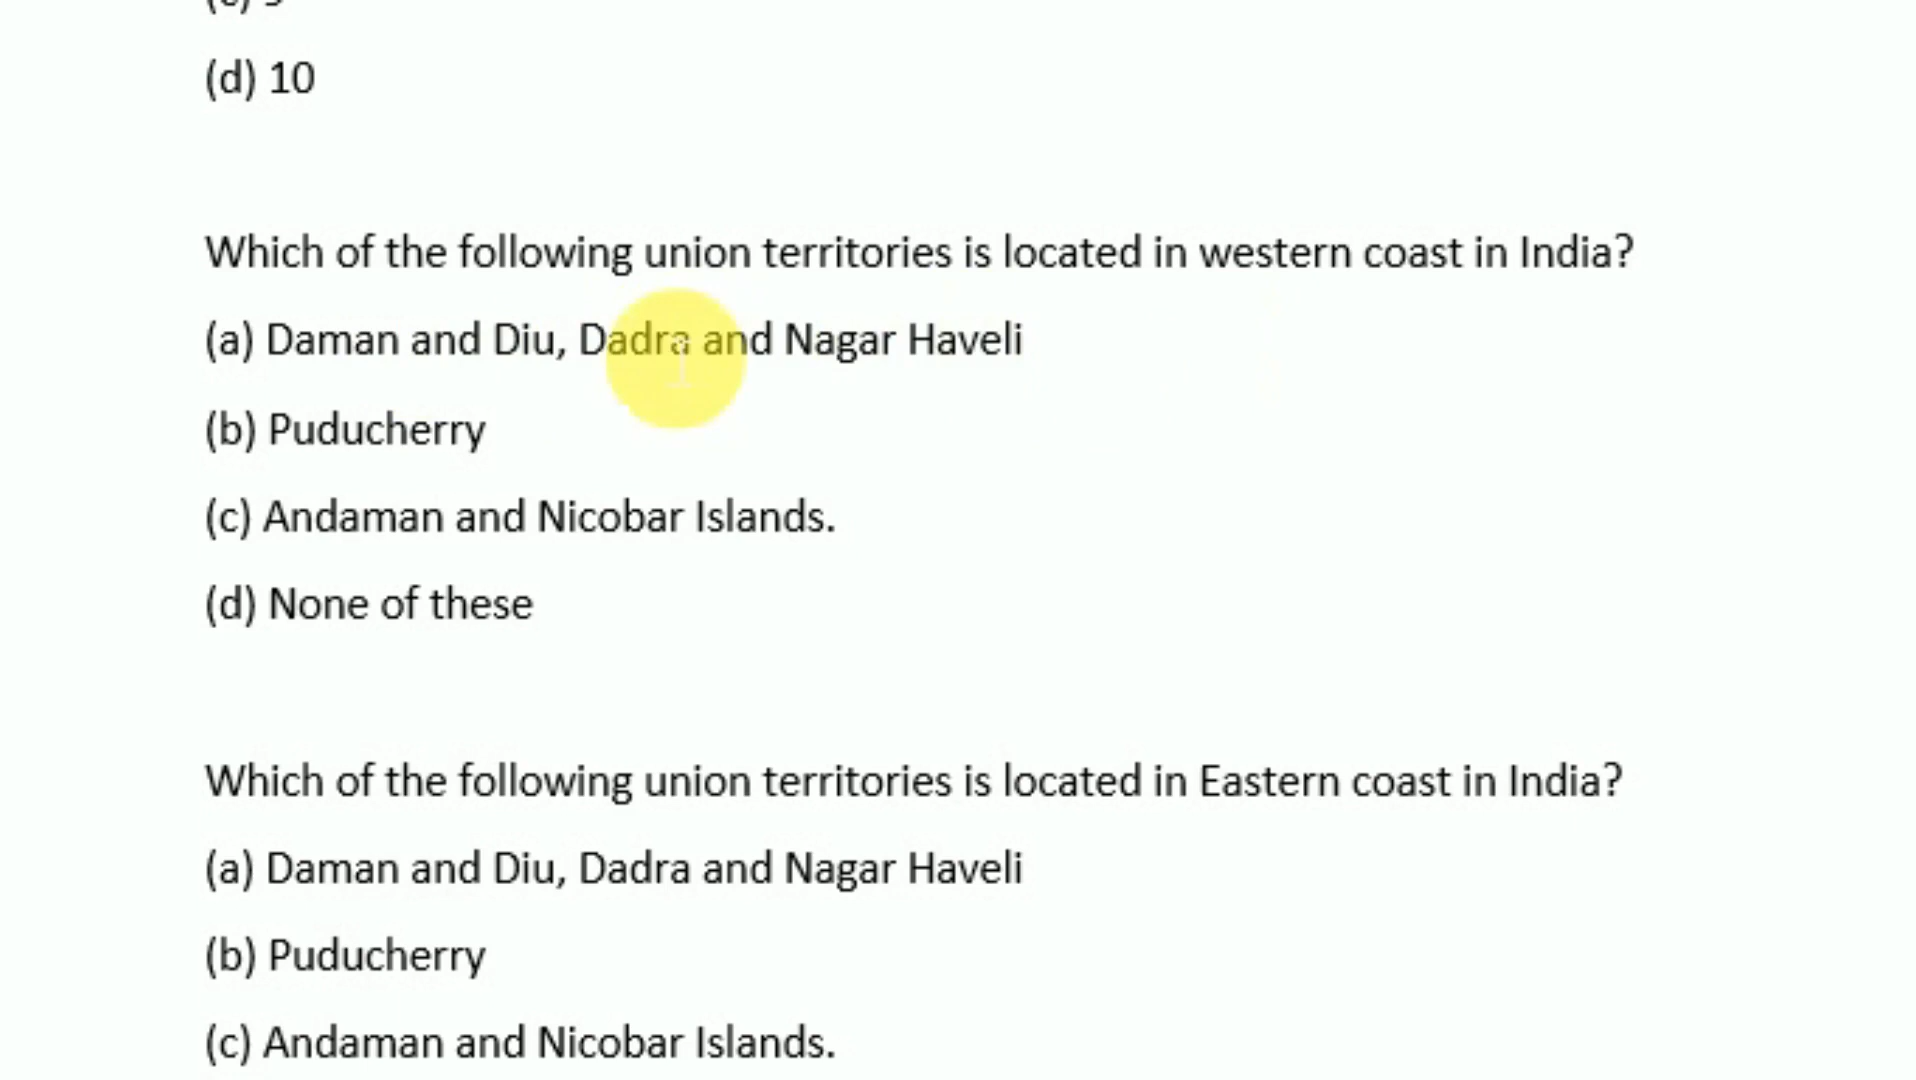 (d) 10
Which of the following union territories is located in western coast in India?
(a) Daman and Diu, Dadra and Nagar Haveli
(b) Puducherry
(c) Andaman and Nicobar Islands.
(d) None of these
Which of the following union territories is located in Eastern coast in India?
(a) Daman and Diu, Dadra and Nagar Haveli
(b) Puducherry
(c) Andaman and Nicobar Islands.